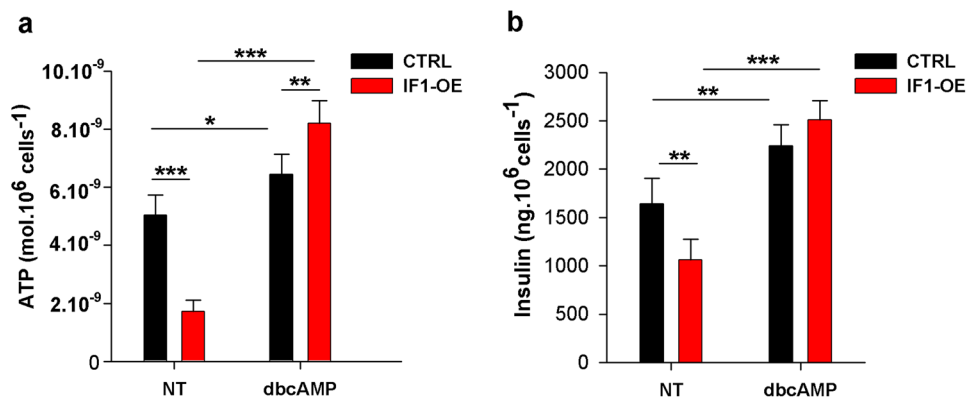 a
ATP (mol.10⁶ cells⁻¹)
10.10⁻⁹
8.10⁻⁹
6.10⁻⁹
4.10⁻⁹
2.10⁻⁹
0
***
*
***
**
CTRL
IF1-OE
NT
dbcAMP
b
Insulin (ng.10⁶ cells⁻¹)
3000
2500
2000
1500
1000
500
0
***
**
**
CTRL
IF1-OE
NT
dbcAMP